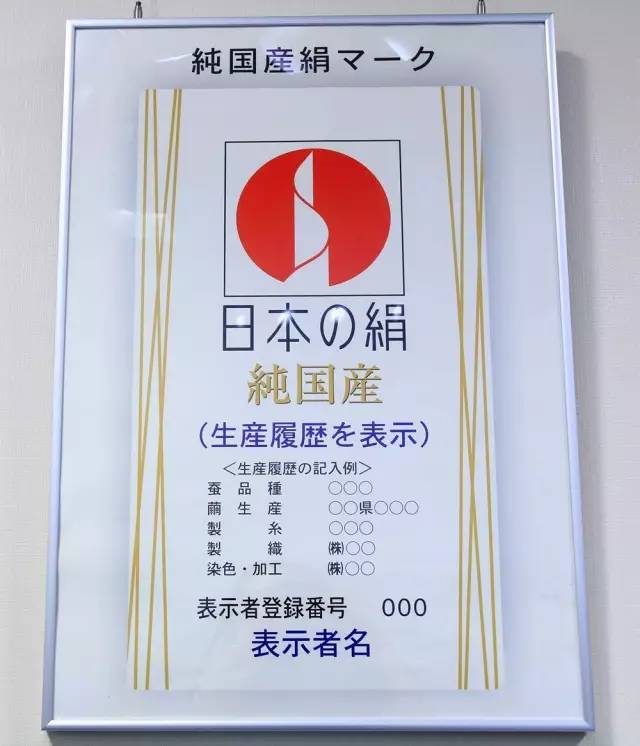 純国産絹マーク
日本の絹
純国産
（生産履歴を表示）
＜生産履歴の記入例＞
蚕品種 ○○○
繭生産 ○○県○○○
製糸 ○○○
製織 ㈱○○
染色・加工 ㈱○○
表示者登録番号 000
表示者名